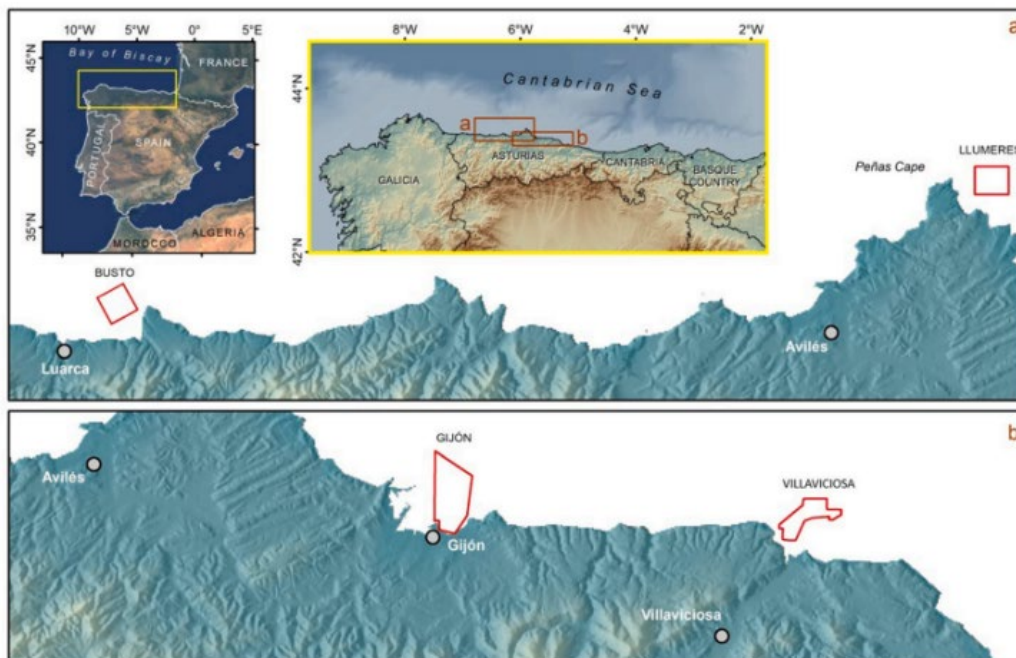 a
10°W 5°W 0° 5°E
45°N
40°N
35°N
Bay of Biscay
FRANCE
PORTUGAL
SPAIN
MOROCCO
ALGERIA
8°W 6°W 4°W 2°W
44°N
42°N
Cantabrian Sea
a
b
GALICIA
ASTURIAS
CANTABRIA
BASQUE
COUNTRY
LLUMERES
Peñas Cape
BUSTO
Luarca
Avilés
b
GIJÓN
VILLAVICIOSA
Avilés
Gijón
Villaviciosa